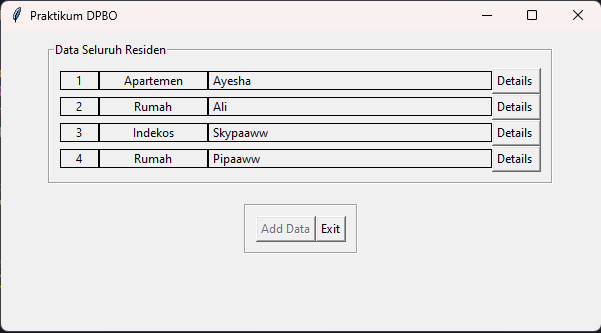 Praktikum DPBO
Data Seluruh Residen
1 Apartemen Ayesha Details
2 Rumah Ali Details
3 Indekos Skypaaww Details
4 Rumah Pipaaww Details
Add Data Exit